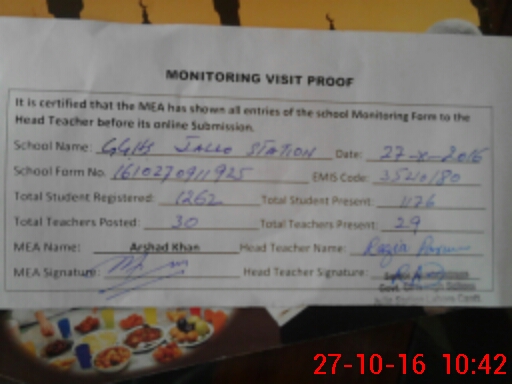 MONITORING VISIT PROOF
It is certified that the MEA has shown all entries of the school Monitoring Form to the
Head Teacher before its online Submission.
School Name: GGHS JALLO STATION Date: 27-X-2016
School Form No. 161027091925 EMIS Code: 35210180
Total Student Registered: 1262 Total Student Present: 1126
Total Teachers Posted: 30 Total Teachers Present: 29
MEA Name: Arshad Khan Head Teacher Name: Razia
MEA Signature: Head Teacher Signature:
27-10-16 10:42